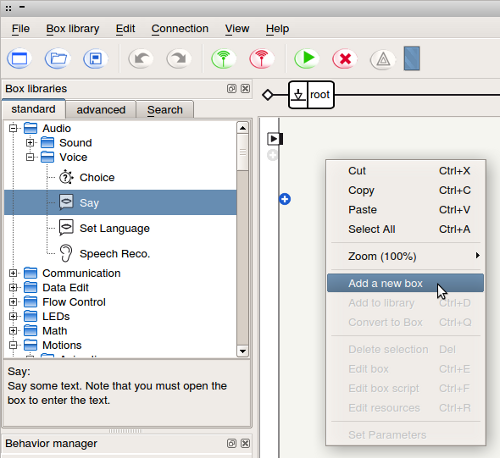 File Box library Edit Connection View Help
Box libraries
root
standard advanced Search
Audio
Sound
Voice
Choice
Say
Set Language
Speech Reco.
Communication
Data Edit
Flow Control
LEDs
Math
Motions
Animation
Say:
Say some text. Note that you must open the
box to enter the text.
Behavior manager
Cut Ctrl+X
Copy Ctrl+C
Paste Ctrl+V
Select All Ctrl+A
Zoom (100%)
Add a new box
Add to library Ctrl+D
Convert to Box Ctrl+Q
Delete selection Del
Edit box Ctrl+E
Edit box script Ctrl+F
Edit resources Ctrl+R
Set Parameters